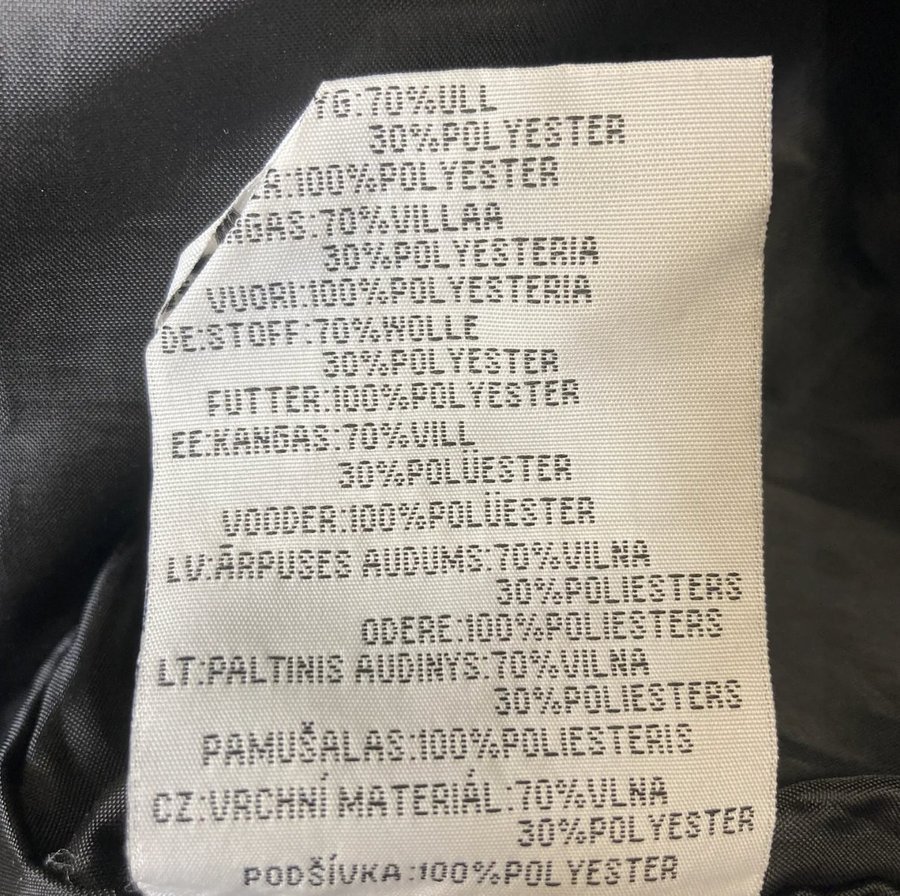 YG:70%ULL
30%POLYESTER
ER:100%POLYESTER
NGAS:70%VILLAA
30%POLYESTERIA
VUORI:100%POLYESTERIA
DE:STOFF:70%WOLLE
30%POLYESTER
FUTTER:100%POLYESTER
EE:KANGAS:70%VILL
30%POLÜESTER
VOODER:100%POLÜESTER
LV:ĀRPUSES AUDUMS:70%VILNA
30%POLIESTERS
ODERE:100%POLIESTERS
LT:PALTINIS AUDINYS:70%VILNA
30%POLIESTERS
PAMUŠALAS:100%POLIESTERIS
CZ:VRCHNÍ MATERIÁL:70%VLNA
30%POLYESTER
PODŠÍVKA:100%POLYESTER